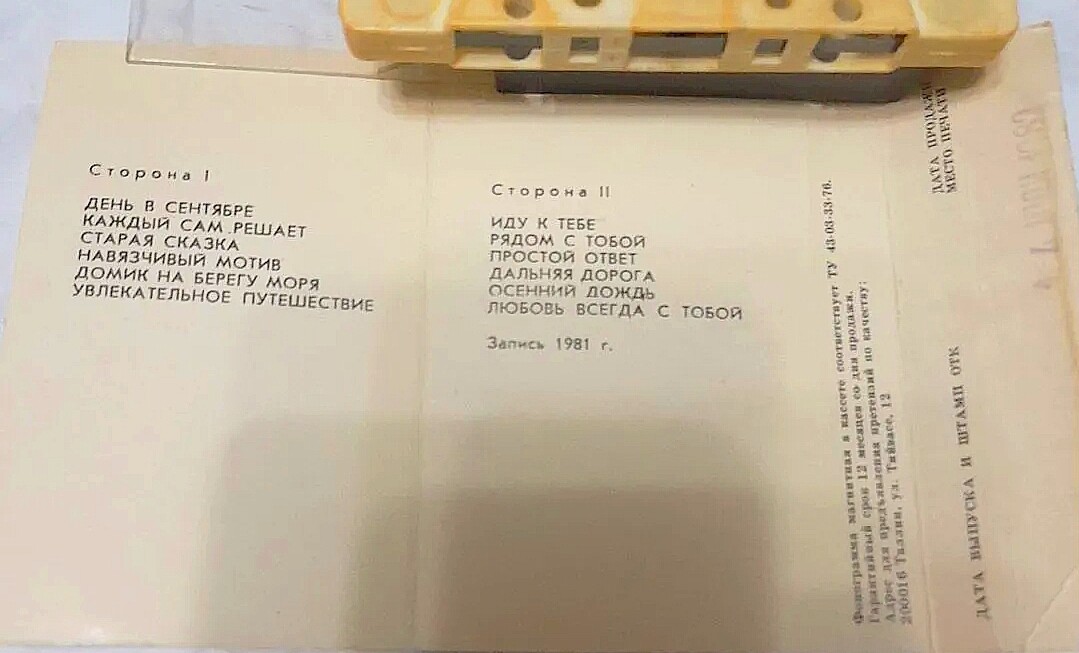 Сторона I
ДЕНЬ В СЕНТЯБРЕ
КАЖДЫЙ САМ РЕШАЕТ
СТАРАЯ СКАЗКА
НАВЯЗЧИВЫЙ МОТИВ
ДОМИК НА БЕРЕГУ МОРЯ
УВЛЕКАТЕЛЬНОЕ ПУТЕШЕСТВИЕ
Сторона II
ИДУ К ТЕБЕ
РЯДОМ С ТОБОЙ
ПРОСТОЙ ОТВЕТ
ДАЛЬНЯЯ ДОРОГА
ОСЕННИЙ ДОЖДЬ
ЛЮБОВЬ ВСЕГДА С ТОБОЙ
Запись 1981 г.
Фонограмма магнитная в кассете соответствует ТУ 43-03-33-76.
Гарантийный срок 12 месяцев со дня продажи.
Адрес для предъявления претензий по качеству:
200016 Таллин, ул. Тийвасе, 12
ДАТА ВЫПУСКА И ШТАМП ОТК
ДАТА ПРОДАЖИ
МЕСТО ПЕЧАТИ